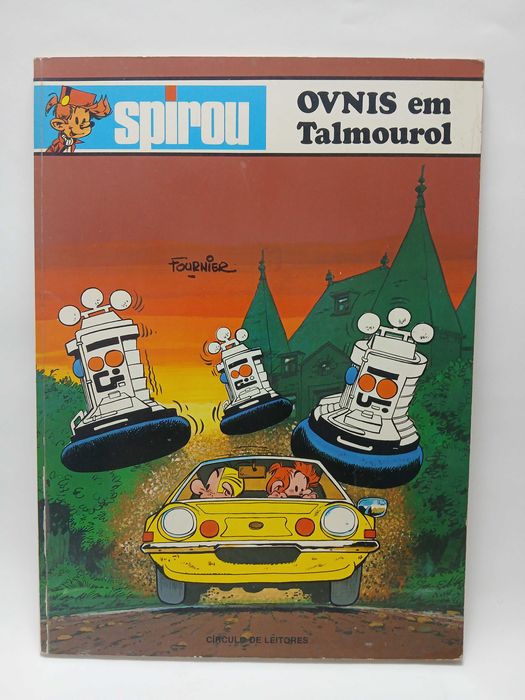 spirou
OVNIS em
Talmourol
FOURNIER
CÍRCULO DE LEITORES